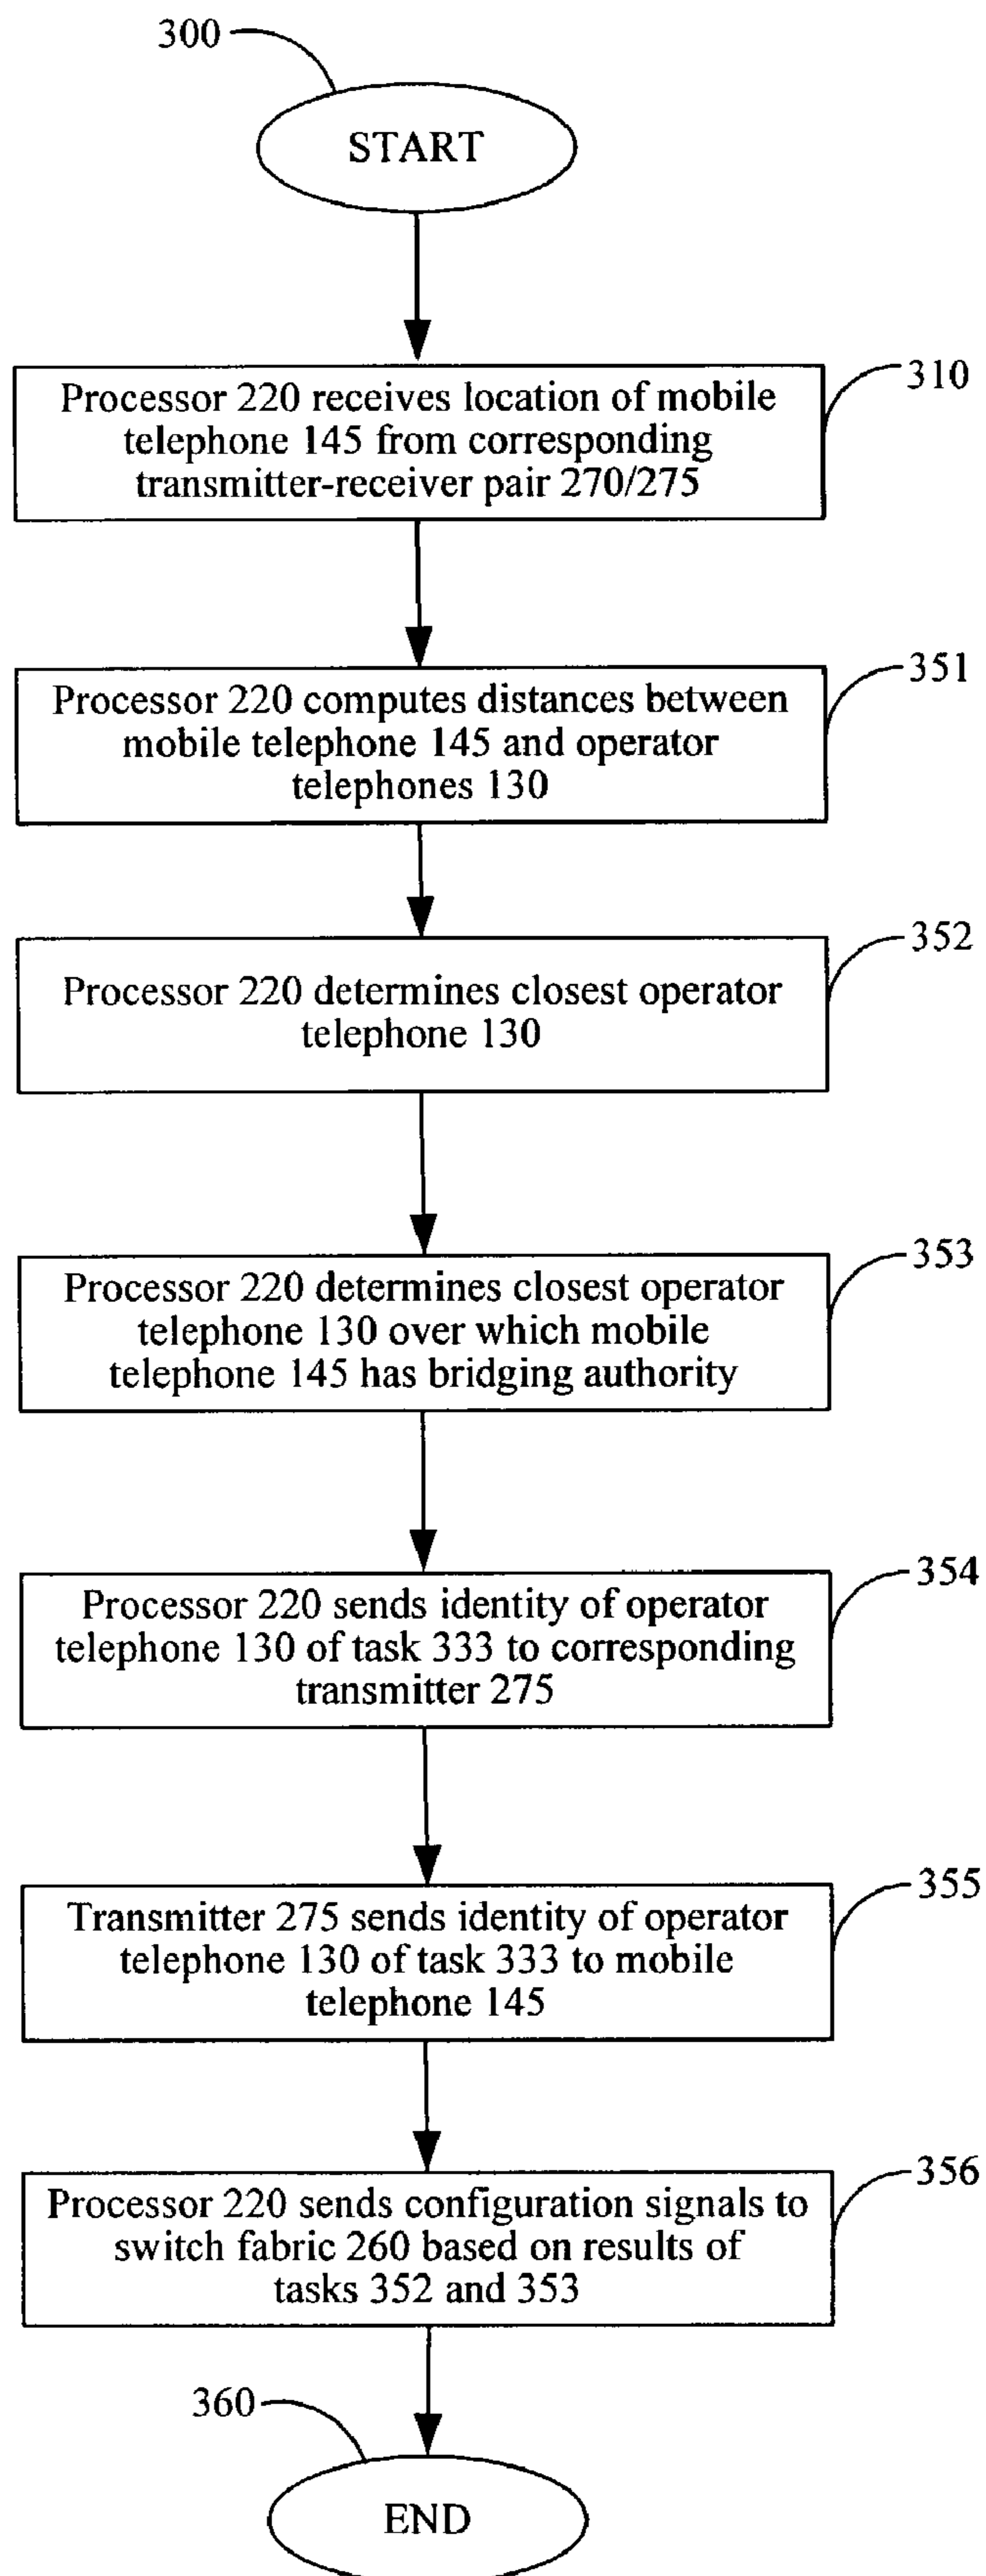 300
START
310
Processor 220 receives location of mobile
telephone 145 from corresponding
transmitter-receiver pair 270/275
351
Processor 220 computes distances between
mobile telephone 145 and operator
telephones 130
352
Processor 220 determines closest operator
telephone 130
353
Processor 220 determines closest operator
telephone 130 over which mobile
telephone 145 has bridging authority
354
Processor 220 sends identity of operator
telephone 130 of task 333 to corresponding
transmitter 275
355
Transmitter 275 sends identity of operator
telephone 130 of task 333 to mobile
telephone 145
356
Processor 220 sends configuration signals to
switch fabric 260 based on results of
tasks 352 and 353
360
END